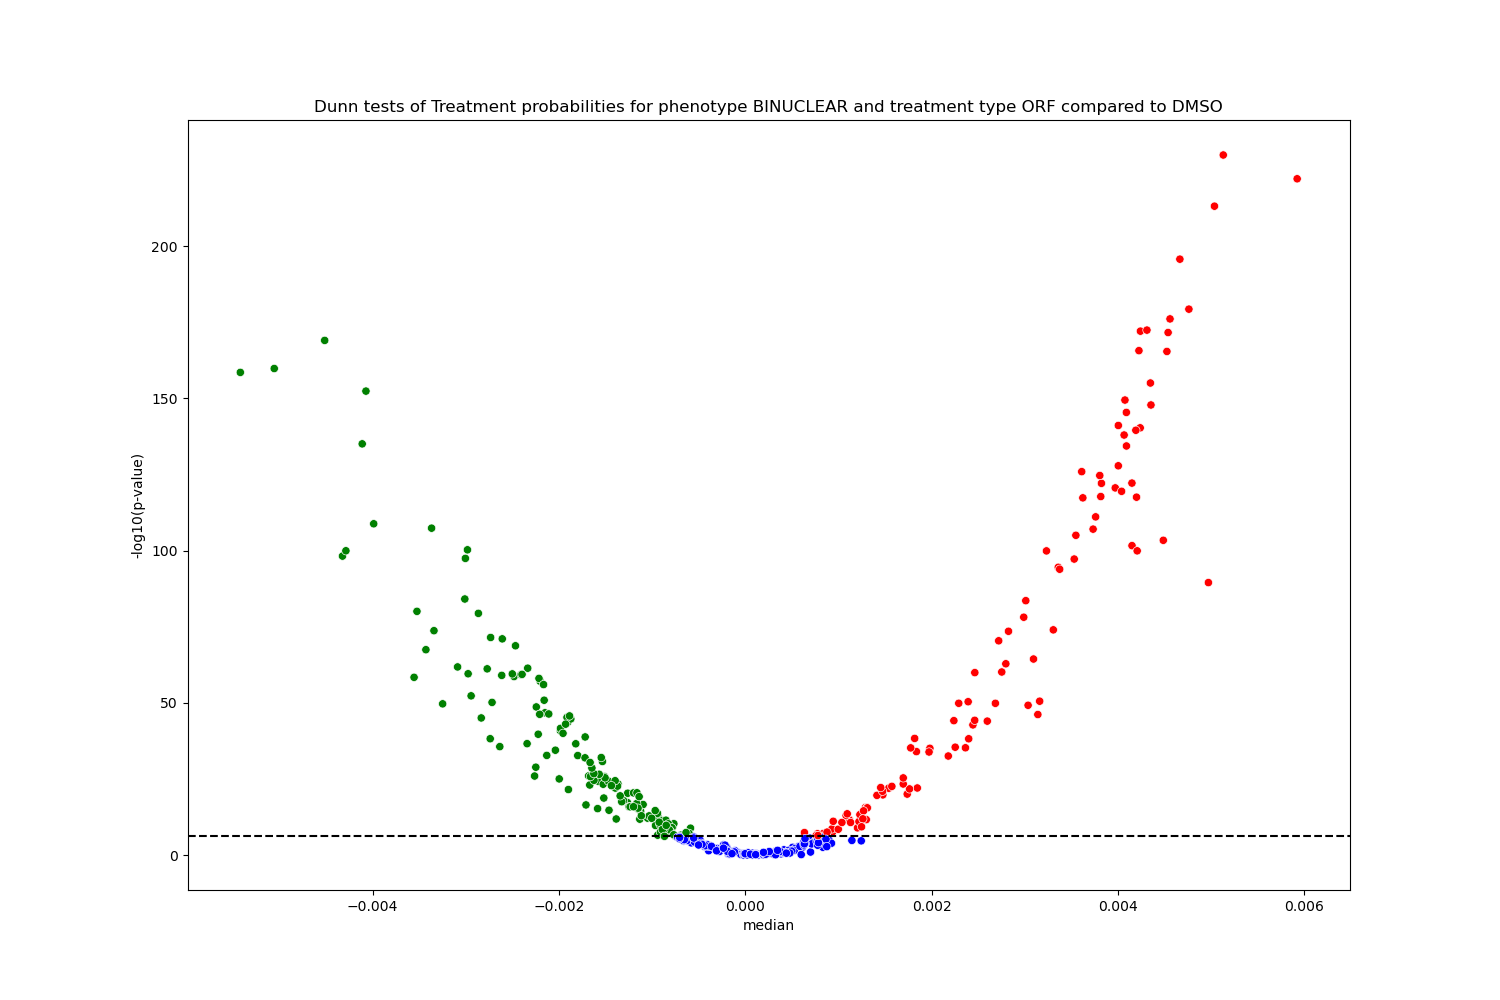 Dunn tests of Treatment probabilities for phenotype BINUCLEAR and treatment type ORF compared to DMSO
200
150
100
50
0
-log10(p-value)
−0.004 −0.002 0.000 0.002 0.004 0.006
median